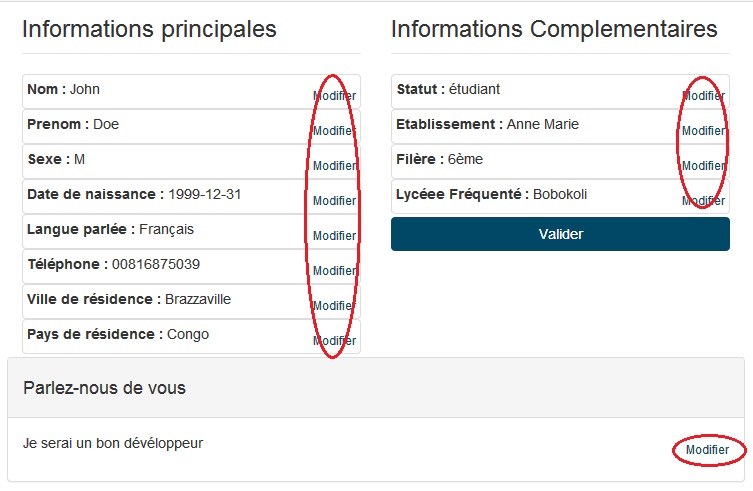 Informations principales
Nom : John
Modifier
Prenom : Doe
Modifier
Sexe : M
Modifier
Date de naissance : 1999-12-31
Modifier
Langue parlée : Français
Modifier
Téléphone : 00816875039
Modifier
Ville de résidence : Brazzaville
Modifier
Pays de résidence : Congo
Modifier
Informations Complementaires
Statut : étudiant
Modifier
Etablissement : Anne Marie
Modifier
Filère : 6ème
Modifier
Lycéee Fréquenté : Bobokoli
Modifier
Valider
Parlez-nous de vous
Je serai un bon dévéloppeur
Modifier